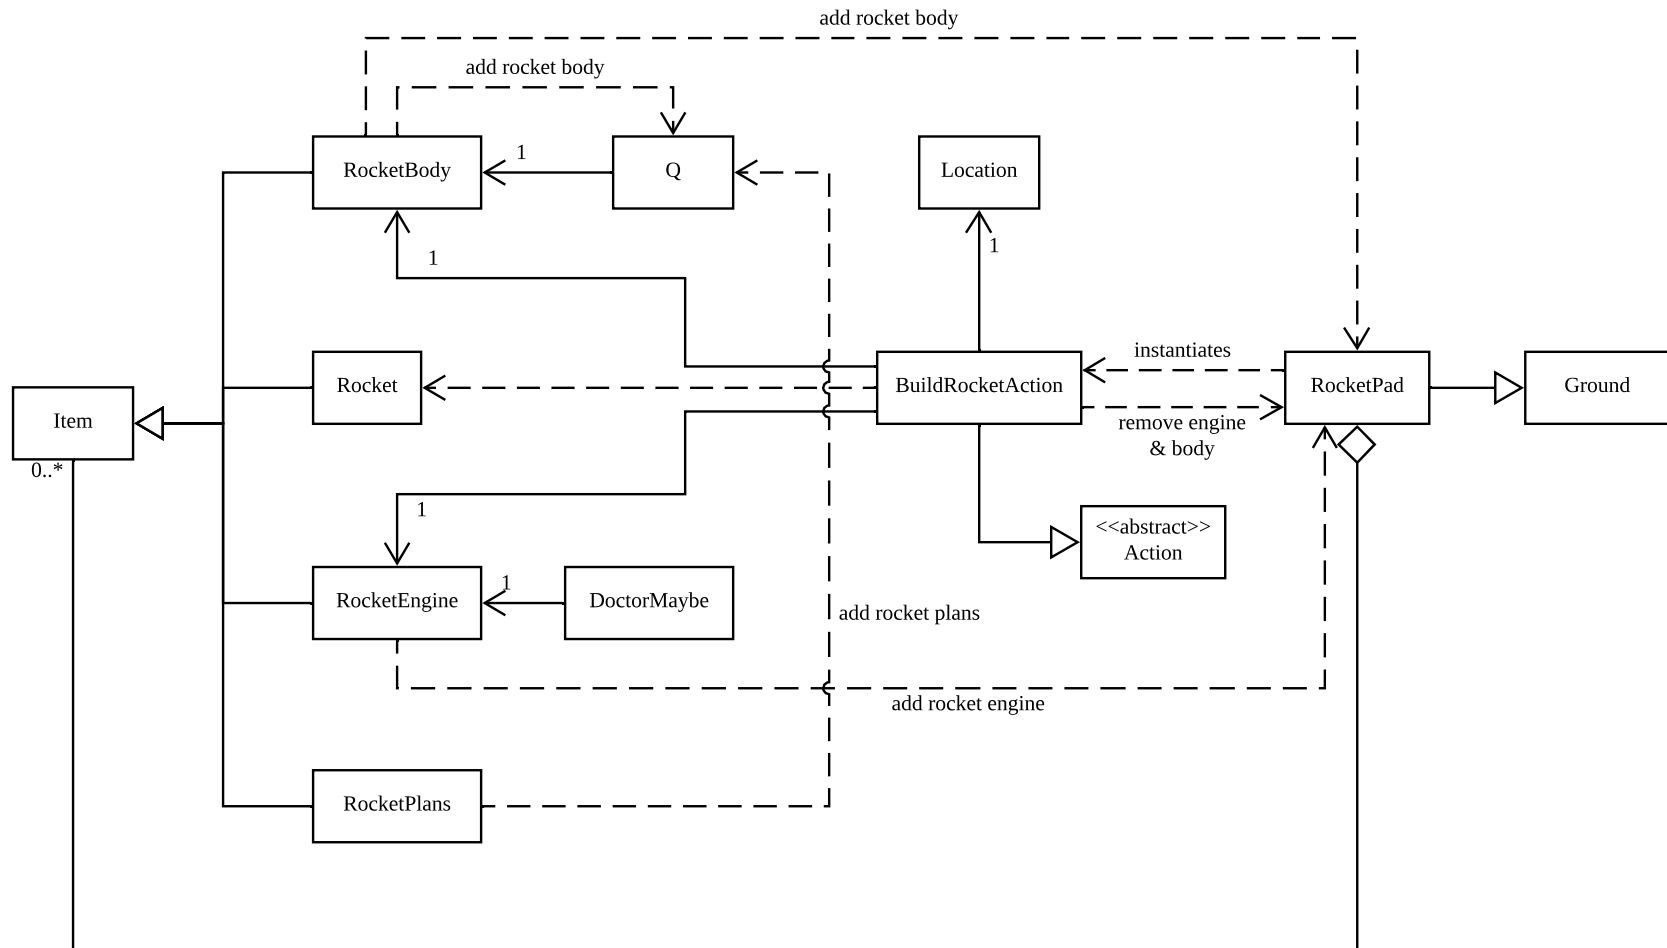 add rocket body
add rocket body
1
RocketBody
Q
Location
1
1
instantiates
Rocket
BuildRocketAction
RocketPad
Ground
Item
remove engine
& body
0..*
1
<<abstract>>
Action
1
RocketEngine
DoctorMaybe
add rocket plans
add rocket engine
RocketPlans